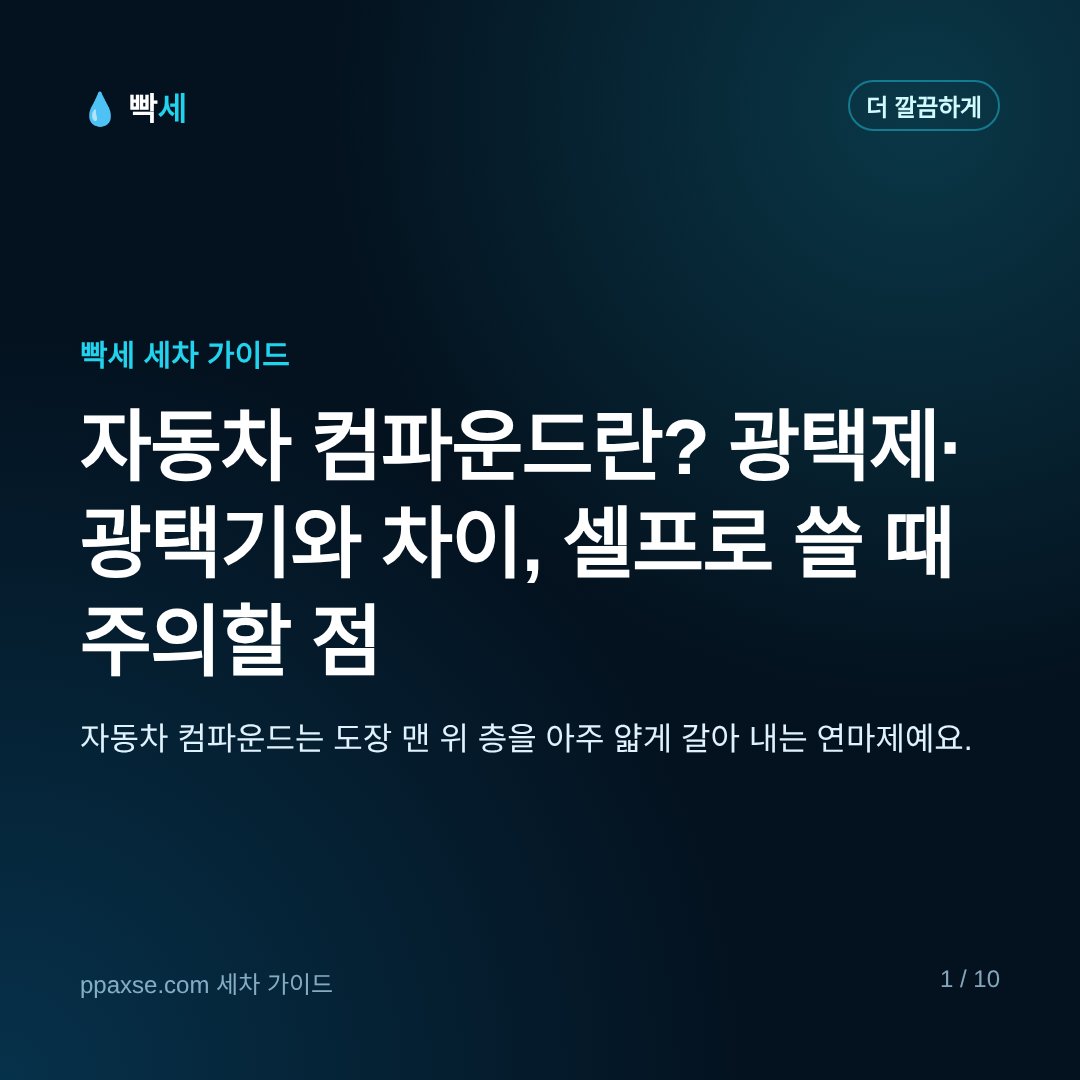 빡세
더 깔끔하게
빡세 세차 가이드
자동차 컴파운드란? 광택제·
광택기와 차이, 셀프로 쓸 때
주의할 점
자동차 컴파운드는 도장 맨 위 층을 아주 얇게 갈아 내는 연마제예요.
ppaxse.com 세차 가이드
1 / 10